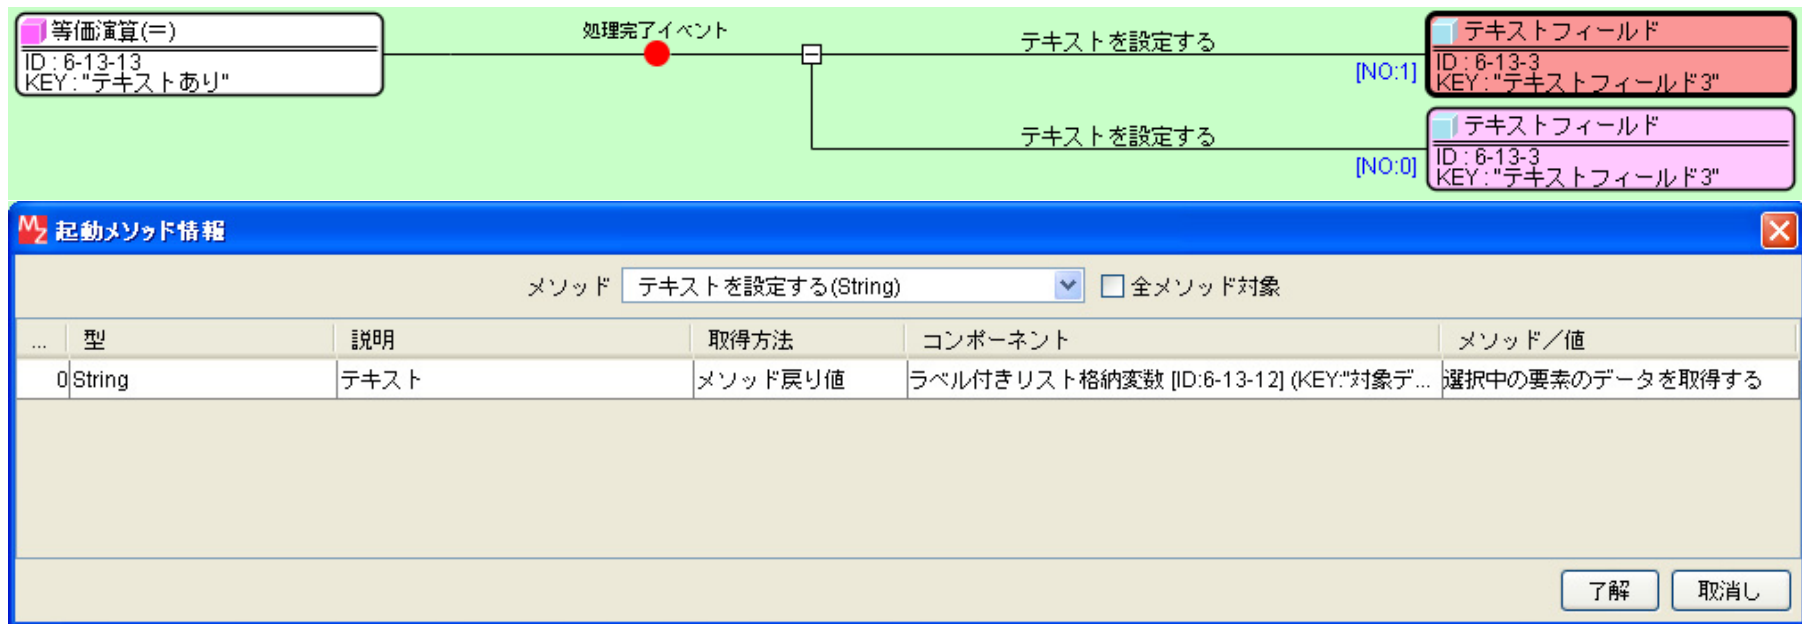 等価演算(=)
ID : 6-13-13
KEY : "テキストあり"
処理完了イベント
テキストを設定する
[NO:1]
テキストフィールド
ID : 6-13-3
KEY : "テキストフィールド3"
テキストを設定する
[NO:0]
テキストフィールド
ID : 6-13-3
KEY : "テキストフィールド3"
MZ 起動メソッド情報
メソッド テキストを設定する(String) 全メソッド対象
... 型 説明 取得方法 コンポーネント メソッド/値
0 String テキスト メソッド戻り値 ラベル付きリスト格納変数 [ID:6-13-12] (KEY:"対象デ... 選択中の要素のデータを取得する
了解 取消し